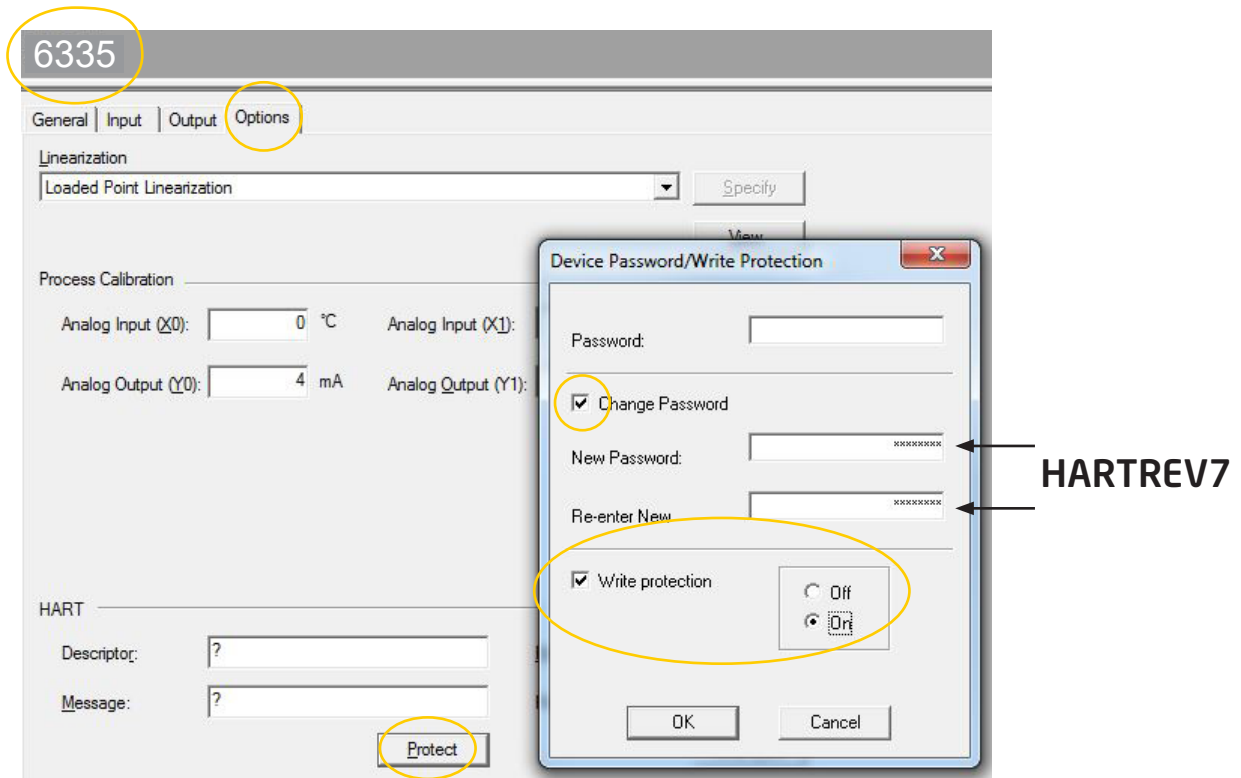 6335
General Input Output Options
Linearization
Loaded Point Linearization Specify
View
Device Password/Write Protection
Process Calibration
Analog Input (X0): 0 °C Analog Input (X1):
Password:
Analog Output (Y0): 4 mA Analog Output (Y1):
Change Password
New Password: ********
HARTREV7
Re-enter New ********
Write protection Off
On
HART
Descriptor: ?
Message: ?
OK Cancel
Protect